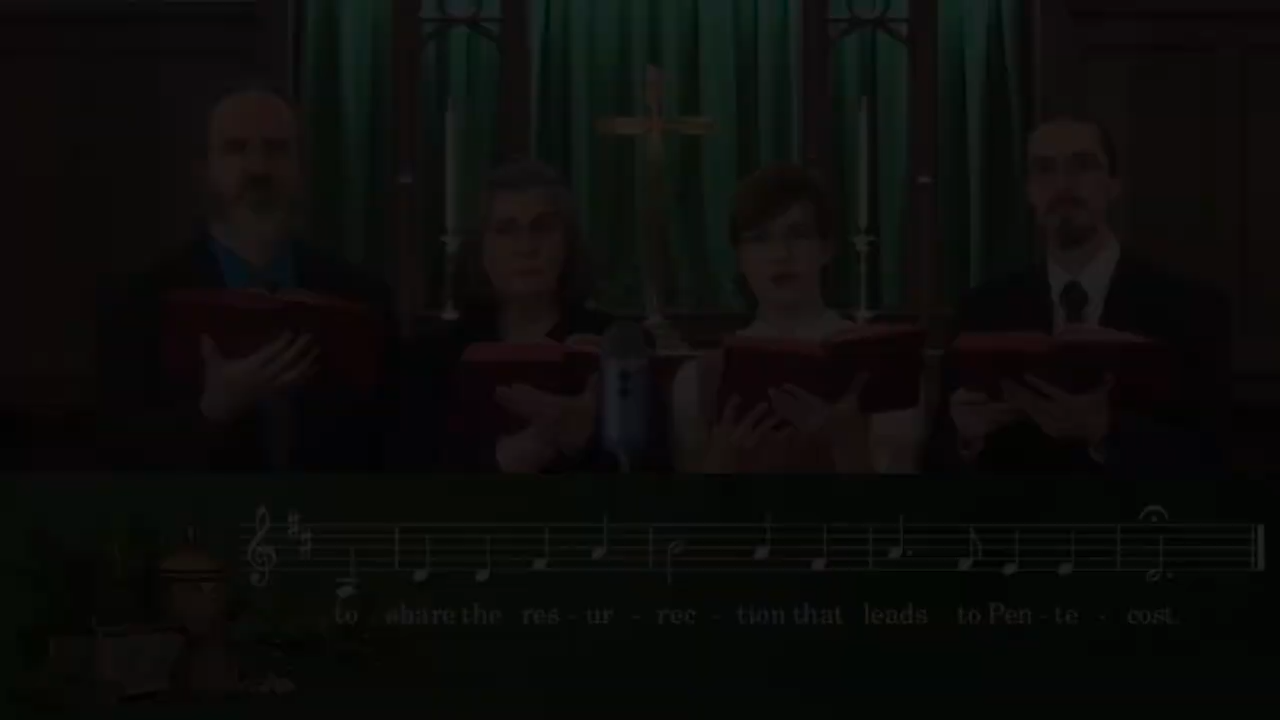 to share the res - ur - rec - tion that leads to Pen - te - cost.